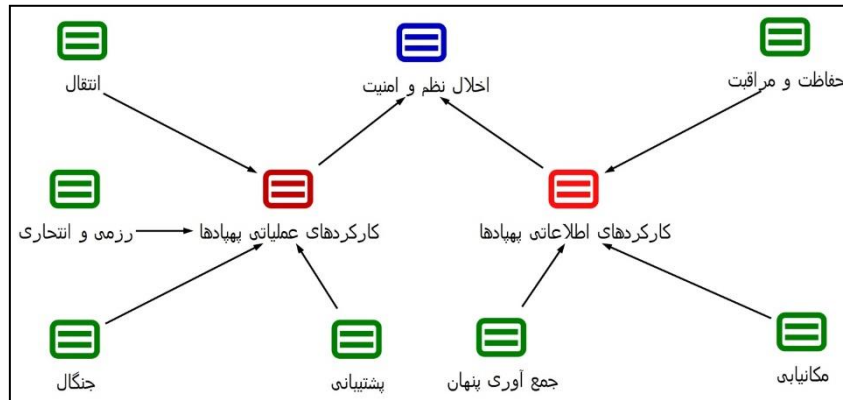 انتقال
اخلال نظم و امنیت
حفاظت و مراقبت
رزمی و انتحاری
کارکردهای عملیاتی پهپادها
کارکردهای اطلاعاتی پهپادها
جنگال
پشتیبانی
جمع آوری پنهان
مکانیابی